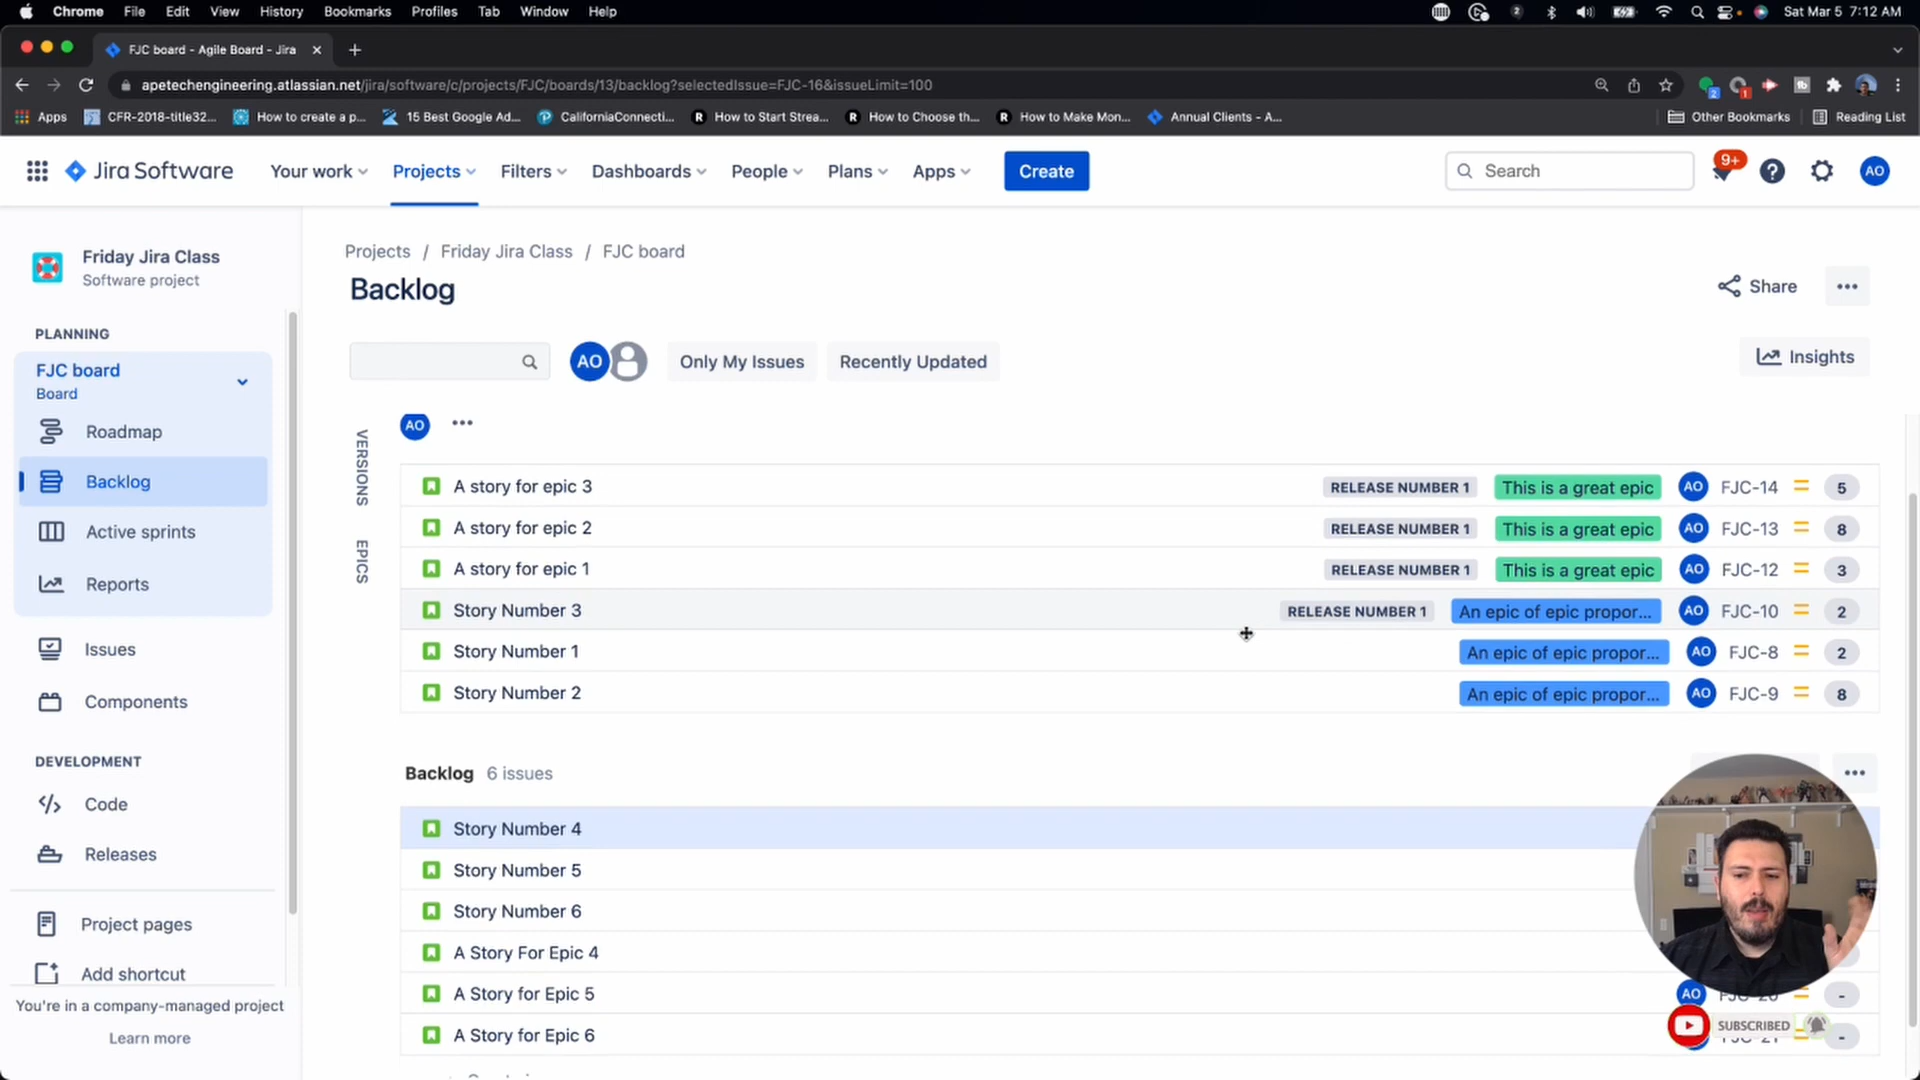 Chrome File Edit View History Bookmarks Profiles Tab Window Help
2 Sat Mar 5 7:12 AM
FJC board - Agile Board - Jira
apetechengineering.atlassian.net/jira/software/c/projects/FJC/boards/13/backlog?selectedIssue=FJC-16&issueLimit=100
2 1
Apps CFR-2018-title32... How to create a p... 15 Best Google Ad... CaliforniaConnecti... How to Start Strea... How to Choose th... How to Make Mon... Annual Clients - A... Other Bookmarks Reading List
Jira Software Your work Projects Filters Dashboards People Plans Apps Create Search 9+ AO
Friday Jira Class
Software project
PLANNING
FJC board
Board
Roadmap
Backlog
Active sprints
Reports
Issues
Components
DEVELOPMENT
Code
Releases
Project pages
Add shortcut
You're in a company-managed project
Learn more
Projects / Friday Jira Class / FJC board
Backlog
Share
AO Only My Issues Recently Updated
Insights
VERSIONS
EPICS
AO
A story for epic 3 RELEASE NUMBER 1 This is a great epic AO FJC-14 5
A story for epic 2 RELEASE NUMBER 1 This is a great epic AO FJC-13 8
A story for epic 1 RELEASE NUMBER 1 This is a great epic AO FJC-12 3
Story Number 3 RELEASE NUMBER 1 An epic of epic propor... AO FJC-10 2
Story Number 1 An epic of epic propor... AO FJC-8 2
Story Number 2 An epic of epic propor... AO FJC-9 8
Backlog 6 issues
Story Number 4
Story Number 5
Story Number 6
A Story For Epic 4
A Story for Epic 5 AO -
A Story for Epic 6 -
SUBSCRIBED